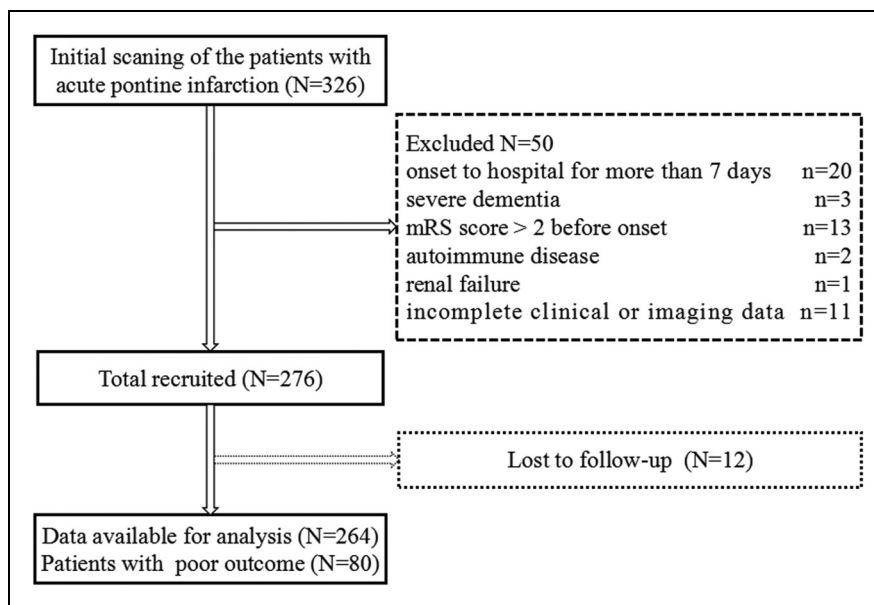 Initial scaning of the patients with
acute pontine infarction (N=326)
Excluded N=50
onset to hospital for more than 7 days n=20
severe dementia n=3
mRS score > 2 before onset n=13
autoimmune disease n=2
renal failure n=1
incomplete clinical or imaging data n=11
Total recruited (N=276)
Lost to follow-up (N=12)
Data available for analysis (N=264)
Patients with poor outcome (N=80)